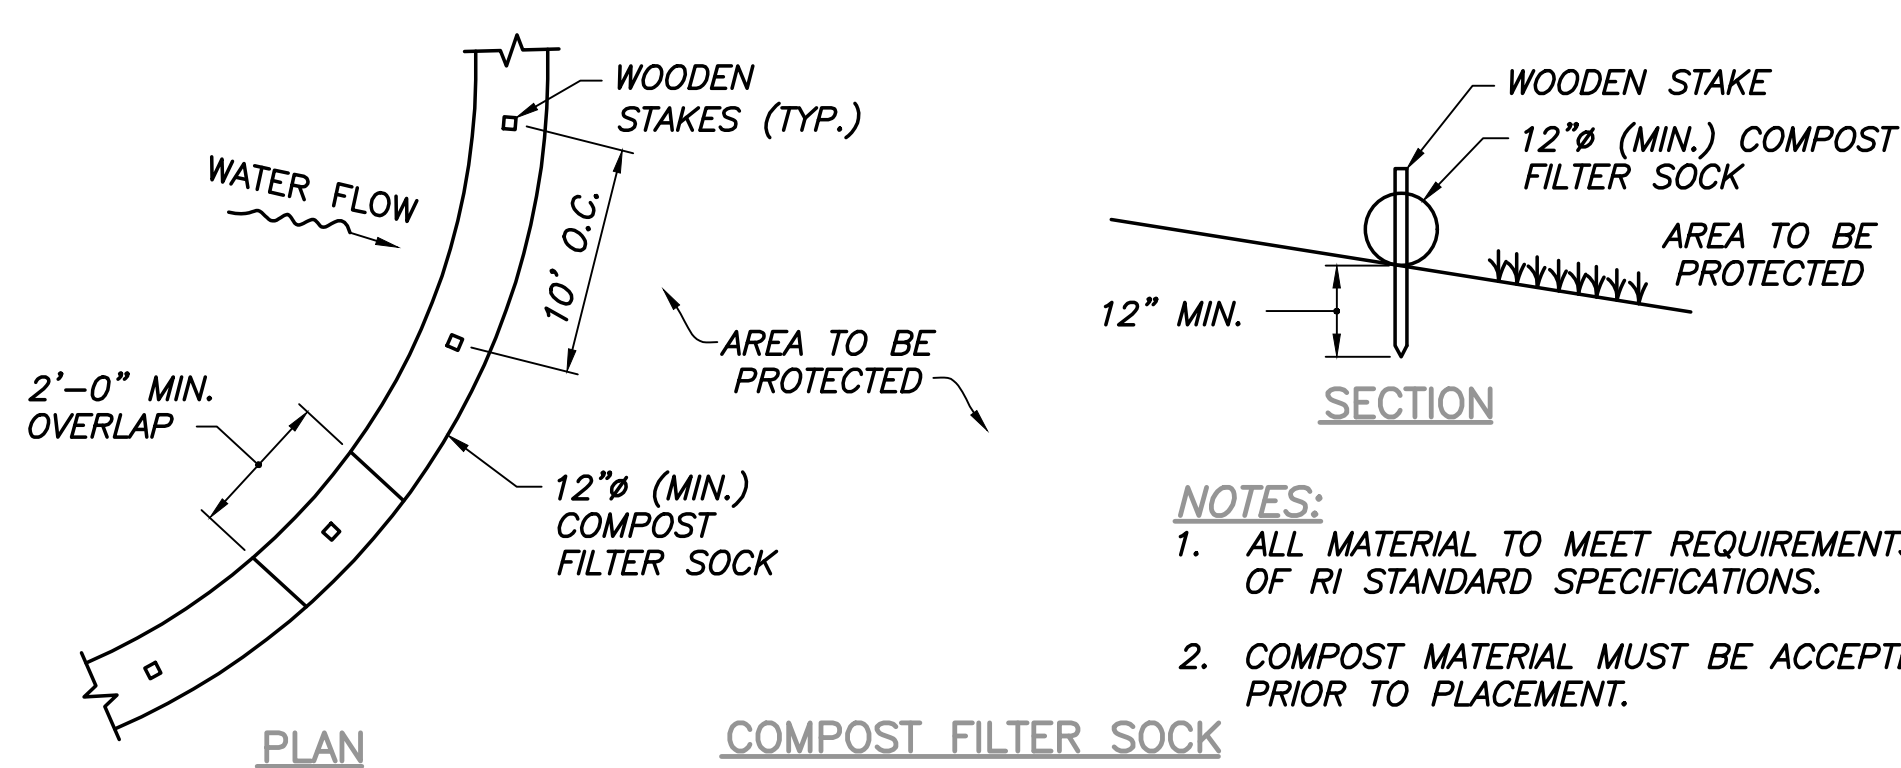 WOODEN
STAKES (TYP.)
WATER FLOW
10' O.C.
AREA TO BE
PROTECTED
2'-0" MIN.
OVERLAP
12"ø (MIN.)
COMPOST
FILTER SOCK
PLAN
WOODEN STAKE
12"ø (MIN.) COMPOST
FILTER SOCK
AREA TO BE
PROTECTED
12" MIN.
SECTION
NOTES:
1. ALL MATERIAL TO MEET REQUIREMENTS
OF RI STANDARD SPECIFICATIONS.
2. COMPOST MATERIAL MUST BE
PRIOR TO PLACEMENT.
COMPOST FILTER SOCK